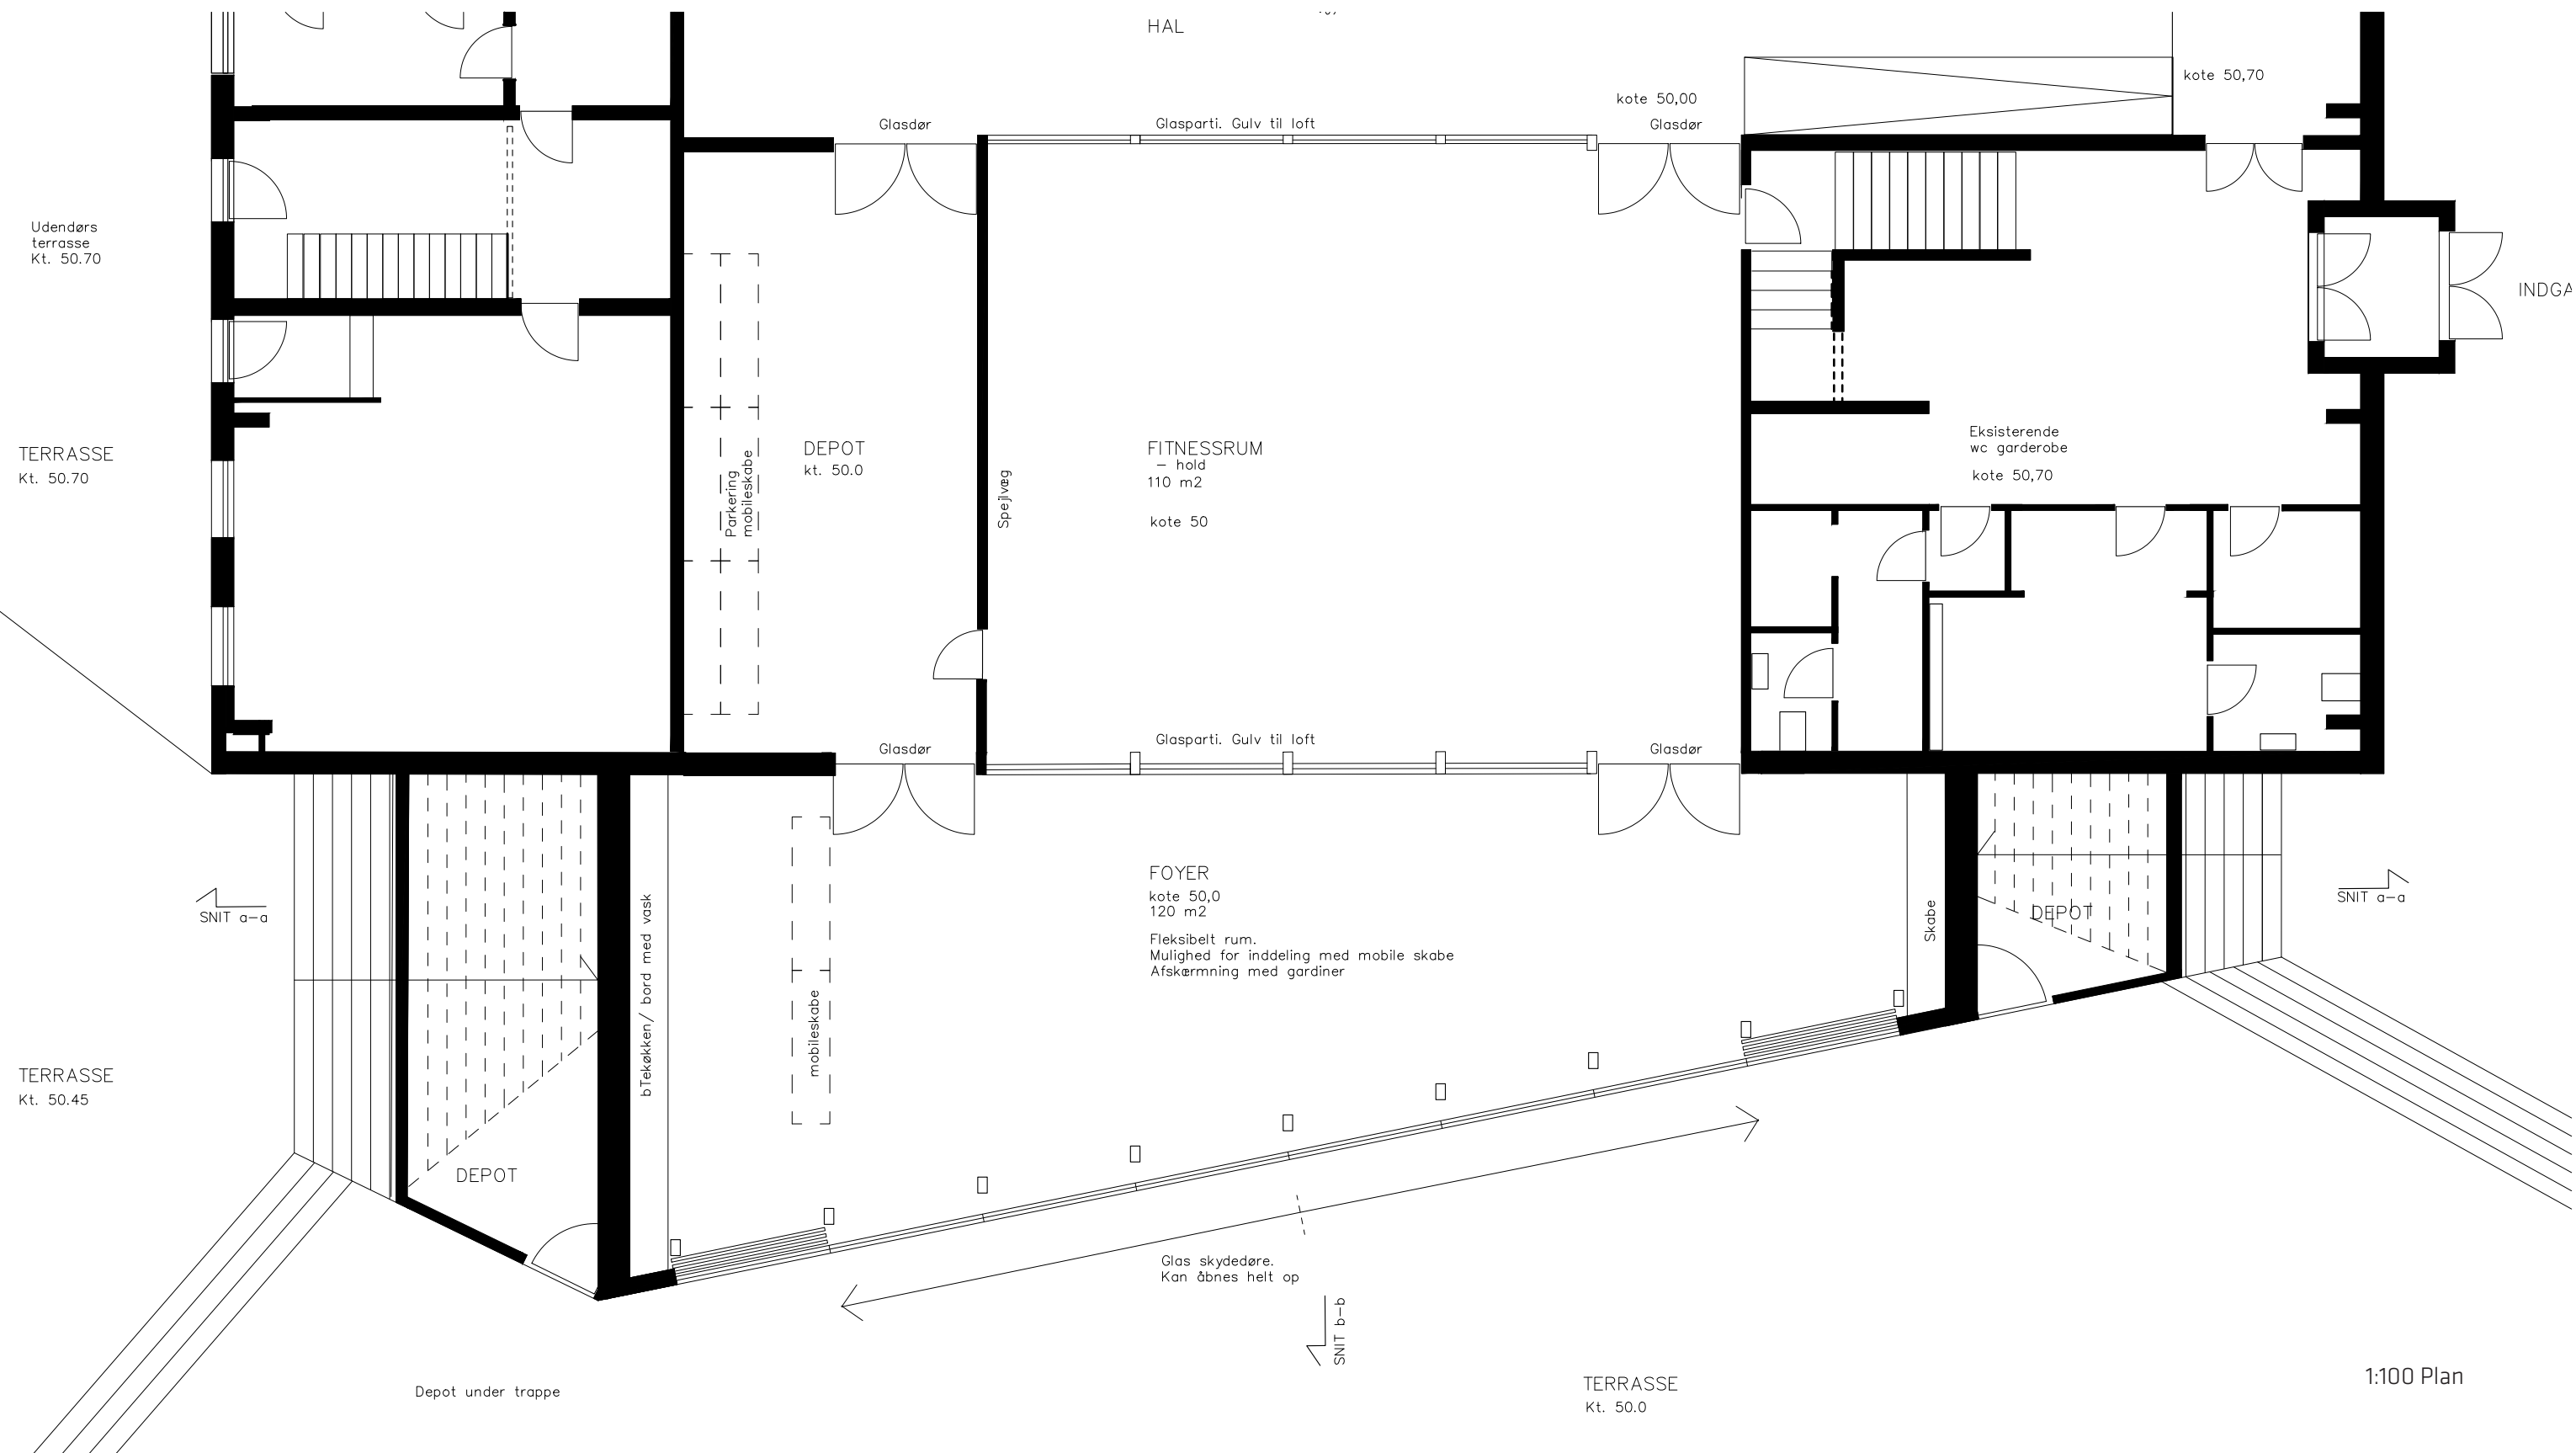 HAL
kote 50,70
kote 50,00
Glasdør
Glasparti. Gulv til loft
Glasdør
Udendørs
terrasse
Kt. 50.70
INDGA
TERRASSE
Kt. 50.70
DEPOT
kt. 50.0
Parkering
mobileskabe
Spejlvæg
FITNESSRUM
– hold
110 m2
kote 50
Eksisterende
wc garderobe
kote 50,70
Glasdør
Glasparti. Gulv til loft
Glasdør
SNIT a–a
bTekøkken/ bord med vask
mobileskabe
FOYER
kote 50,0
120 m2
Fleksibelt rum.
Mulighed for inddeling med mobile skabe
Afskærmning med gardiner
Skabe
DEPOT
SNIT a–a
TERRASSE
Kt. 50.45
DEPOT
Glas skydedøre.
Kan åbnes helt op
SNIT b–b
Depot under trappe
TERRASSE
Kt. 50.0
1:100 Plan